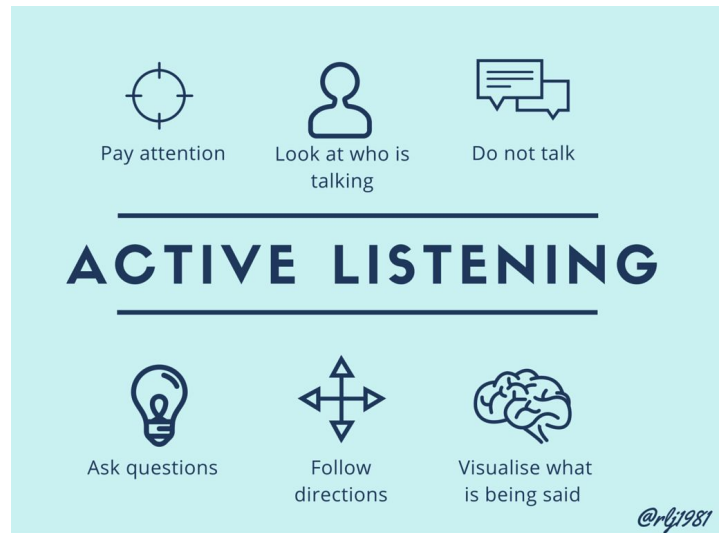 Pay attention
Look at who is
talking
Do not talk
ACTIVE LISTENING
Ask questions
Follow
directions
Visualise what
is being said
@rlj1981